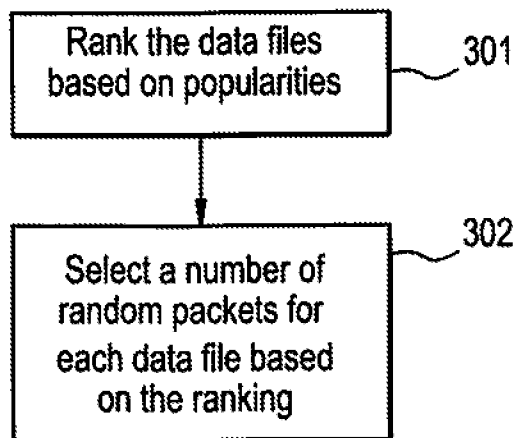 Rank the data files
based on popularities
301
302
Select a number of
random packets for
each data file based
on the ranking